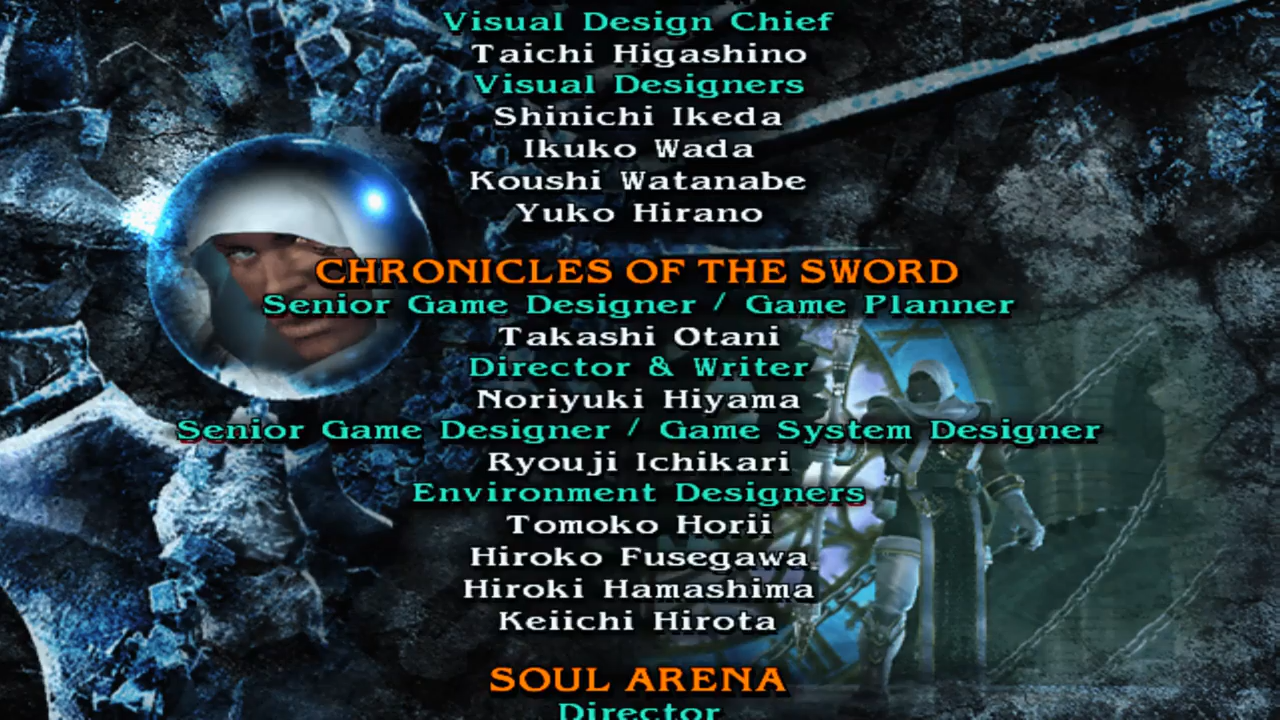 Visual Design Chief
Taichi Higashino
Visual Designers
Shinichi Ikeda
Ikuko Wada
Koushi Watanabe
Yuko Hirano
CHRONICLES OF THE SWORD
Senior Game Designer / Game Planner
Takashi Otani
Director & Writer
Noriyuki Hiyama
Senior Game Designer / Game System Designer
Ryouji Ichikari
Environment Designers
Tomoko Horii
Hiroko Fusegawa
Hiroki Hamashima
Keiichi Hirota
SOUL ARENA
Director